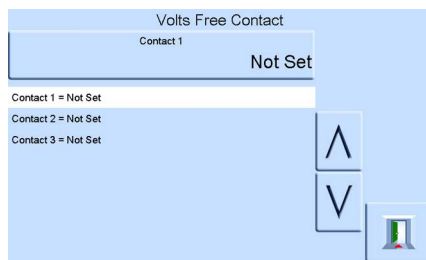 Volts Free Contact
Contact 1
Not Set
Contact 1 = Not Set
Contact 2 = Not Set
Contact 3 = Not Set